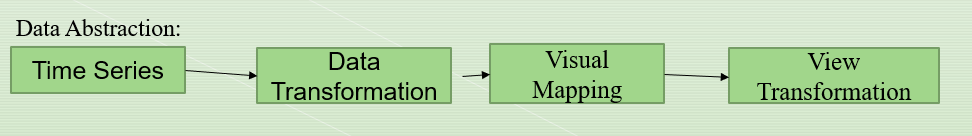 Data Abstraction:
Time Series
Data
Transformation
Visual
Mapping
View
Transformation